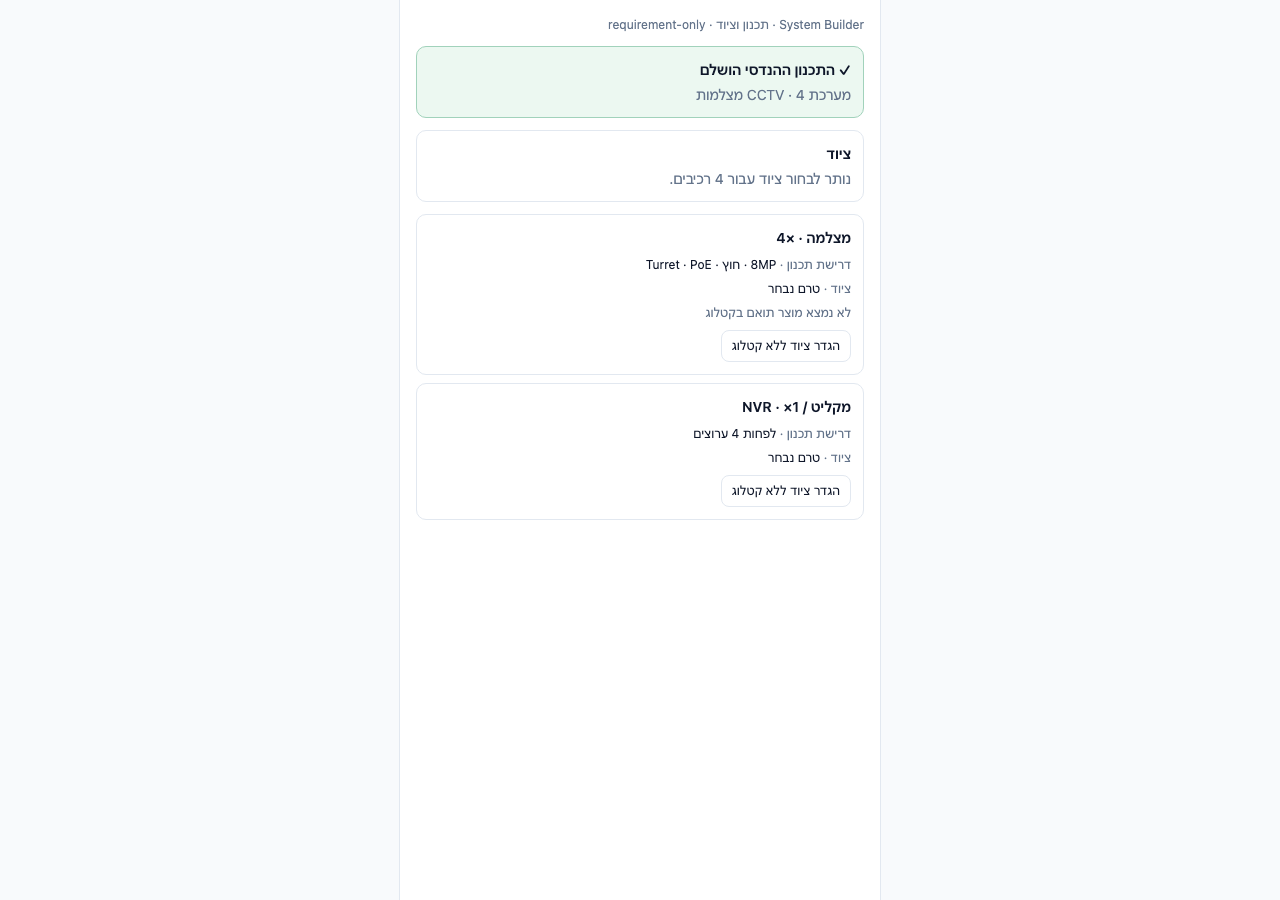 System Builder · תכנון וציוד · requirement-only
✓ התכנון ההנדסי הושלם
מערכת CCTV · 4 מצלמות
ציוד
נותר לבחור ציוד עבור 4 רכיבים.
מצלמה · ×4
דרישת תכנון · 8MP · חוץ · Turret · PoE
ציוד · טרם נבחר
לא נמצא מוצר תואם בקטלוג
הגדר ציוד ללא קטלוג
מקליט / NVR · ×1
דרישת תכנון · לפחות 4 ערוצים
ציוד · טרם נבחר
הגדר ציוד ללא קטלוג